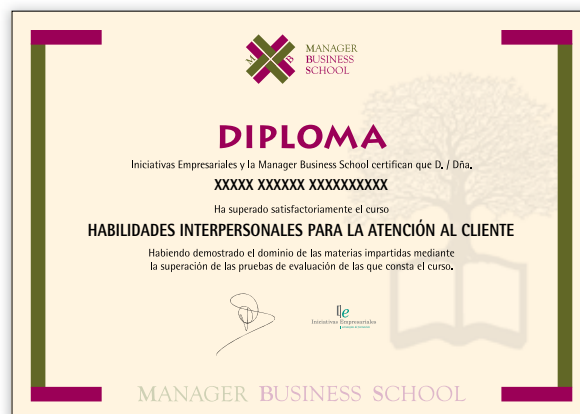 M B
MANAGER
BUSINESS
SCHOOL
DIPLOMA
Iniciativas Empresariales y la Manager Business School certifican que D. / Dña.
XXXXX XXXXXX XXXXXXXXXX
Ha superado satisfactoriamente el curso
HABILIDADES INTERPERSONALES PARA LA ATENCIÓN AL CLIENTE
Habiendo demostrado el dominio de las materias impartidas mediante
la superación de las pruebas de evaluación de las que consta el curso.
Iniciativas Empresariales
MANAGER BUSINESS SCHOOL